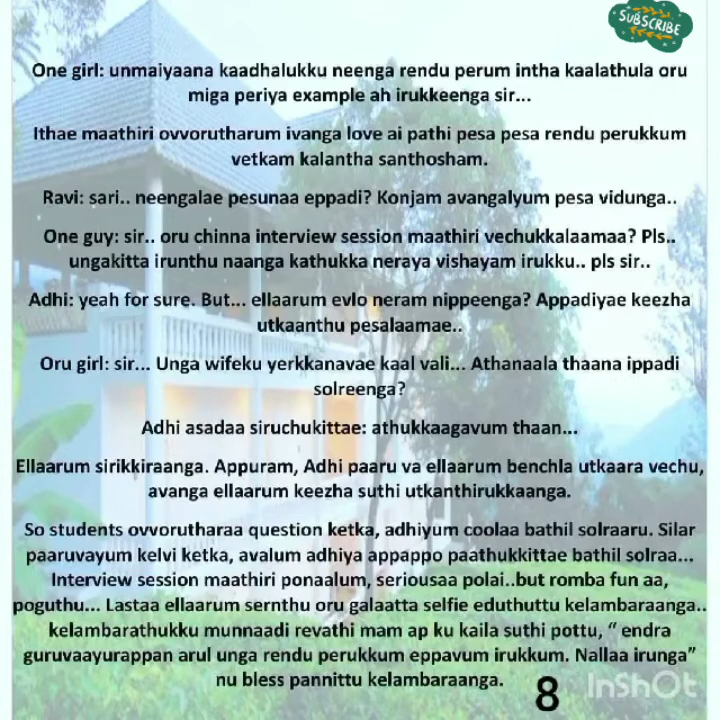 SUBSCRIBE
One girl: unmaiyaana kaadhalukku neenga rendu perum intha kaalathula oru
miga periya example ah irukkeenga sir...
Ithae maathiri ovvorutharum ivanga love ai pathi pesa pesa rendu perukkum
vetkam kalantha santhosham.
Ravi: sari.. neengalae pesunaa eppadi? Konjam avangalyum pesa vidunga..
One guy: sir.. oru chinna interview session maathiri vechukkalaamaa? Pls..
ungakitta irunthu naanga kathukka neraya vishayam irukku.. pls sir..
Adhi: yeah for sure. But... ellaarum evlo neram nippeenga? Appadiyae keezha
utkaanthu pesalaamae..
Oru girl: sir... Unga wifeku yerkkanavae kaal vali... Athanaala thaana ippadi
solreenga?
Adhi asadaa siruchukittae: athukkaagavum thaan...
Ellaarum sirikkiraanga. Appuram, Adhi paaru va ellaarum benchla utkaara vechu,
avanga ellaarum keezha suthi utkanthirukkaanga.
So students ovvorutharaa question ketka, adhiyum coolaa bathil solraaru. Silar
paaruvayum kelvi ketka, avalum adhiya appappo paathukkittae bathil solraa...
Interview session maathiri ponaalum, seriousaa polai..but romba fun aa,
poguthu... Lastaa ellaarum sernthu oru galaatta selfie eduthuttu kelambaraanga..
kelambarathukku munnaadi revathi mam ap ku kaila suthi pottu, “ endra
guruvaayurappan arul unga rendu perukkum eppavum irukkum. Nallaa irunga”
nu bless pannittu kelambaraanga.
8
InShOt